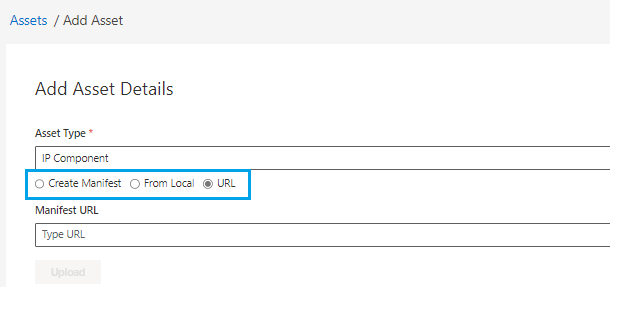 Assets / Add Asset
Add Asset Details
Asset Type *
IP Component
Create Manifest From Local URL
Manifest URL
Type URL
Upload